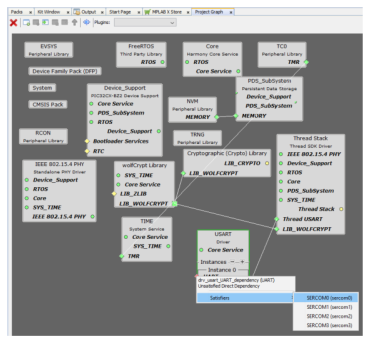 Packs Kit Window Output Start Page MPLAB X Store Project Graph
Plugins:
EVSYS
Peripheral Library
FreeRTOS
Third Party Library
RTOS
Core
Harmony Core Service
RTOS
Core Service
TC0
Peripheral Library
TMR
Device Family Pack (DFP)
System
CMSIS Pack
Device_Support
PIC32CX-BZ2 Device Support
Core Service
PDS_SubSystem
RTOS
Device_Support
Bootloader Services
RTC
NVM
Peripheral Library
MEMORY
PDS_SubSystem
Persistent Data Storage
Device_Support
PDS_SubSystem
MEMORY
RCON
Peripheral Library
TRNG
Peripheral Library
Cryptographic (Crypto) Library
LIB_CRYPTO
LIB_WOLFCRYPT
Thread Stack
Thread SDK Driver
IEEE 802.15.4 PHY
Device_Support
RTOS
Core
PDS_SubSystem
SYS_TIME
Thread Stack
Thread USART
LIB_WOLFCRYPT
IEEE 802.15.4 PHY
Standalone PHY Driver
Device_Support
RTOS
Core
SYS_TIME
IEEE 802.15.4 PHY
wolfCrypt Library
SYS_TIME
Core Service
LIB_ZLIB
LIB_WOLFCRYPT
TIME
System Service
Core Service
SYS_TIME
TMR
USART
Driver
Core Service
Instances − +
Instance 0
drv_usart_UART_dependency (UART)
Unsatisfied Direct Dependency
Satisfiers
SERCOM0 (sercom0)
SERCOM1 (sercom1)
SERCOM2 (sercom2)
SERCOM3 (sercom3)